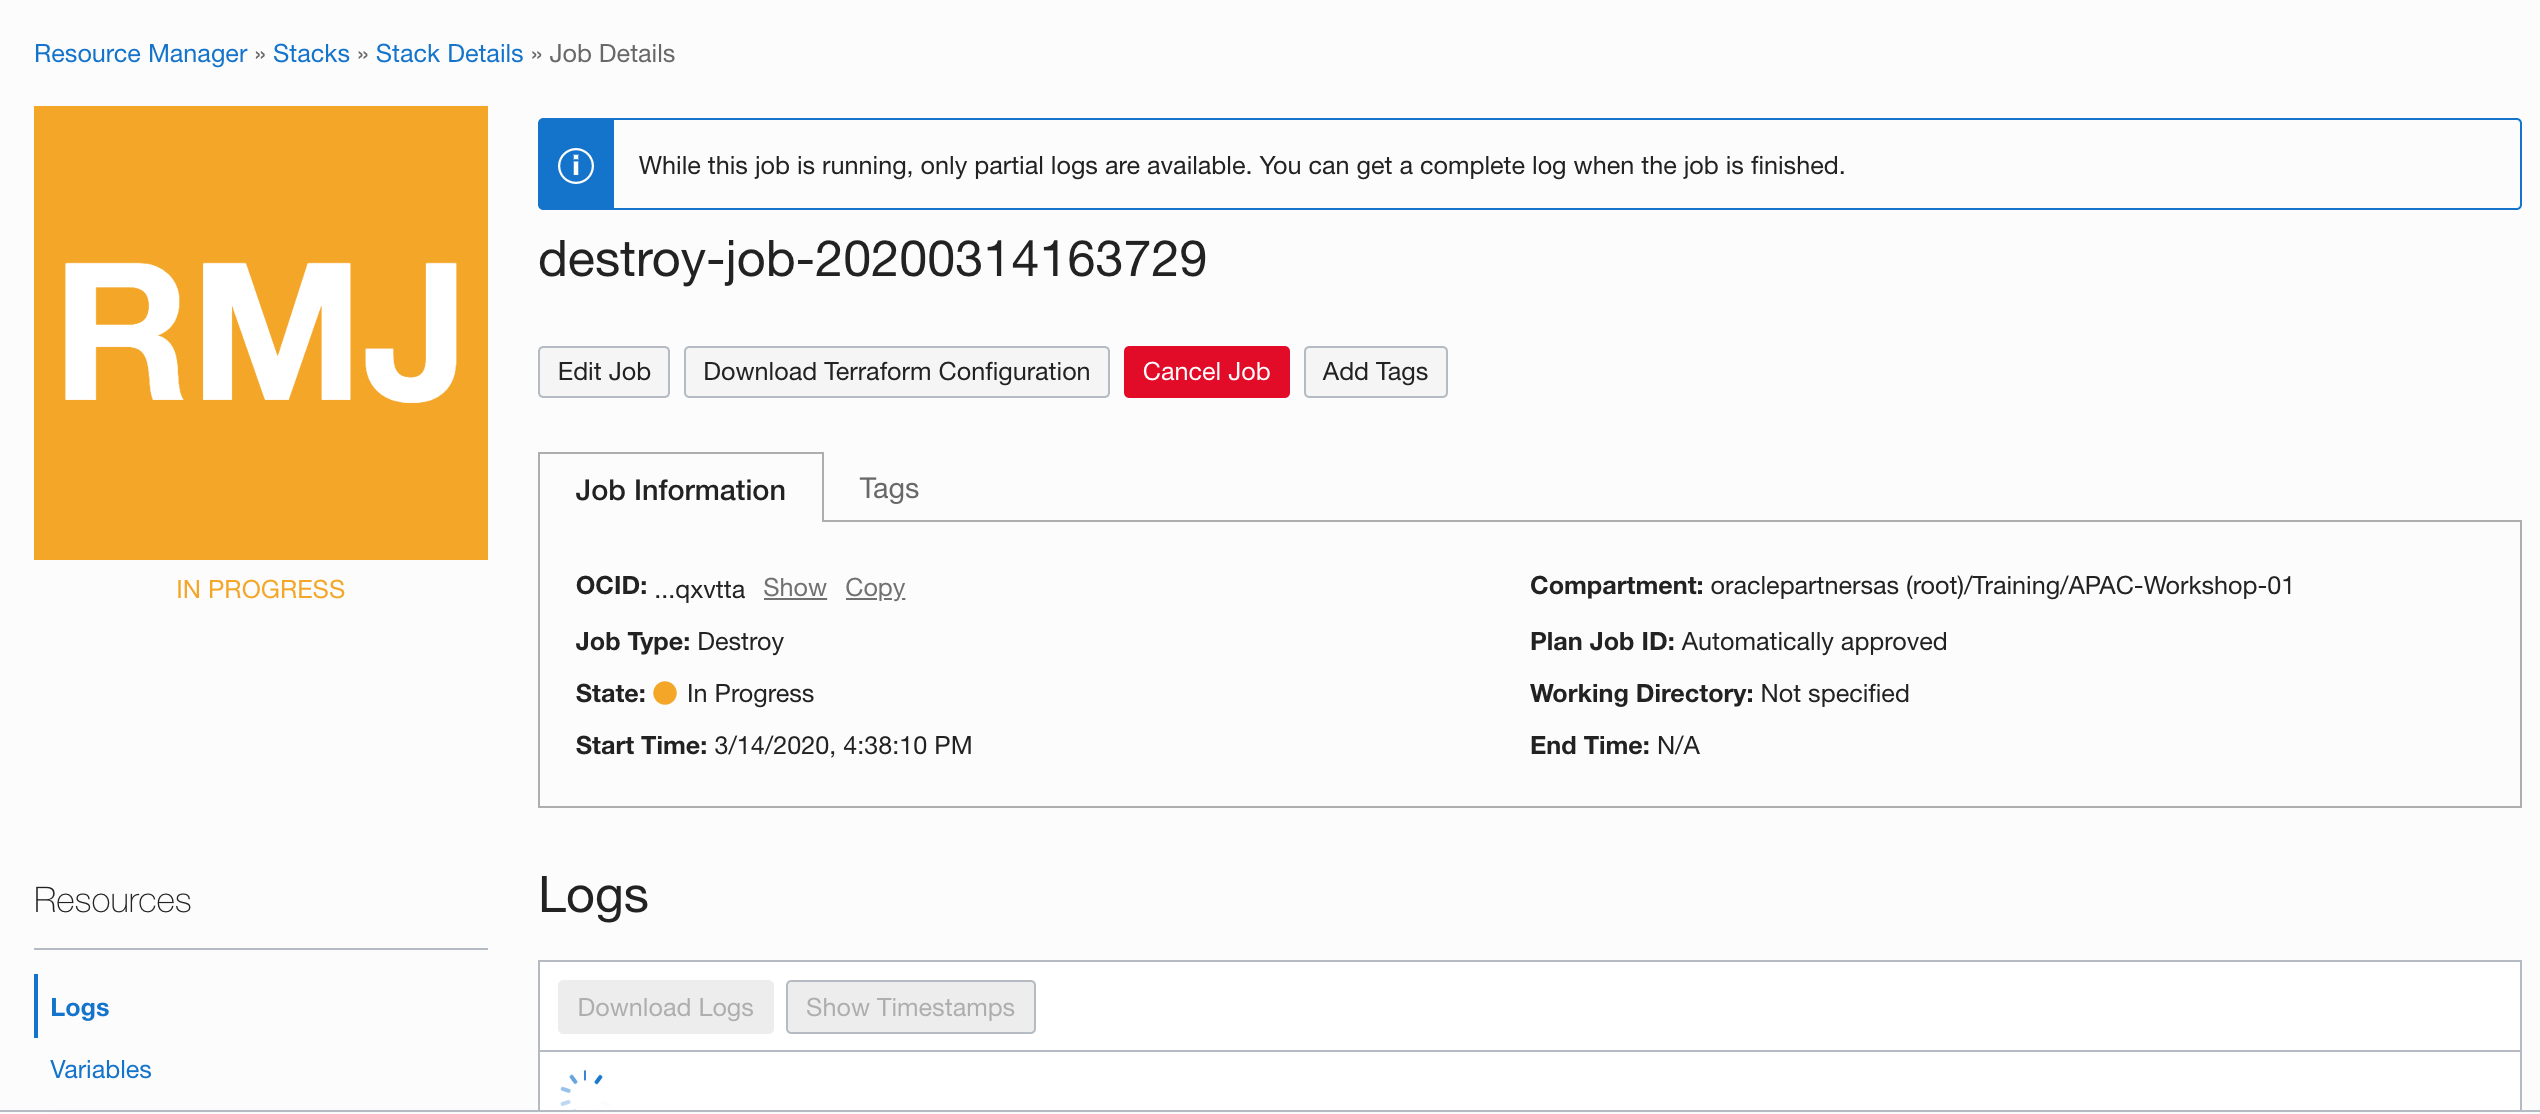 Resource Manager » Stacks » Stack Details » Job Details
RMJ
IN PROGRESS
While this job is running, only partial logs are available. You can get a complete log when the job is finished.
destroy-job-20200314163729
Edit Job Download Terraform Configuration Cancel Job Add Tags
Job Information Tags
OCID: ...qxvtta Show Copy
Job Type: Destroy
State: In Progress
Start Time: 3/14/2020, 4:38:10 PM
Compartment: oraclepartnersas (root)/Training/APAC-Workshop-01
Plan Job ID: Automatically approved
Working Directory: Not specified
End Time: N/A
Resources
Logs
Variables
Logs
Download Logs Show Timestamps